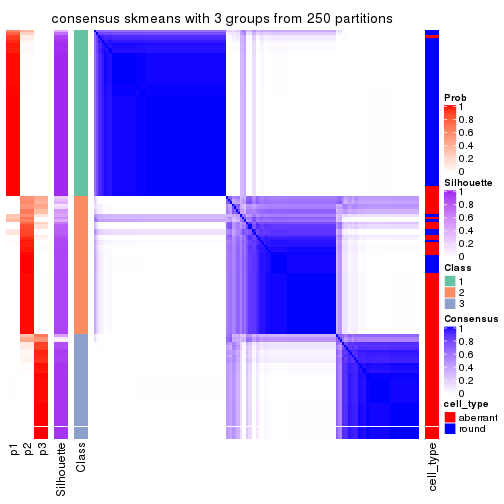 consensus skmeans with 3 groups from 250 partitions
Prob
1
0.8
0.6
0.4
0.2
0
Silhouette
1
0.8
0.6
0.4
0.2
0
Class
1
2
3
Consensus
1
0.8
0.6
0.4
0.2
0
cell_type
aberrant
round
p1
p2
p3
Silhouette
Class
cell_type